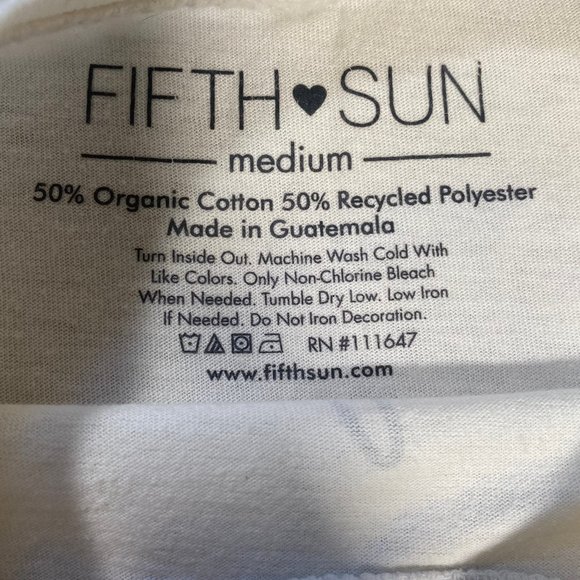 FIFTH♥SUN
medium
50% Organic Cotton 50% Recycled Polyester
Made in Guatemala
Turn Inside Out. Machine Wash Cold With
Like Colors. Only Non-Chlorine Bleach
When Needed. Tumble Dry Low. Low Iron
If Needed. Do Not Iron Decoration.
RN #111647
www.fifthsun.com